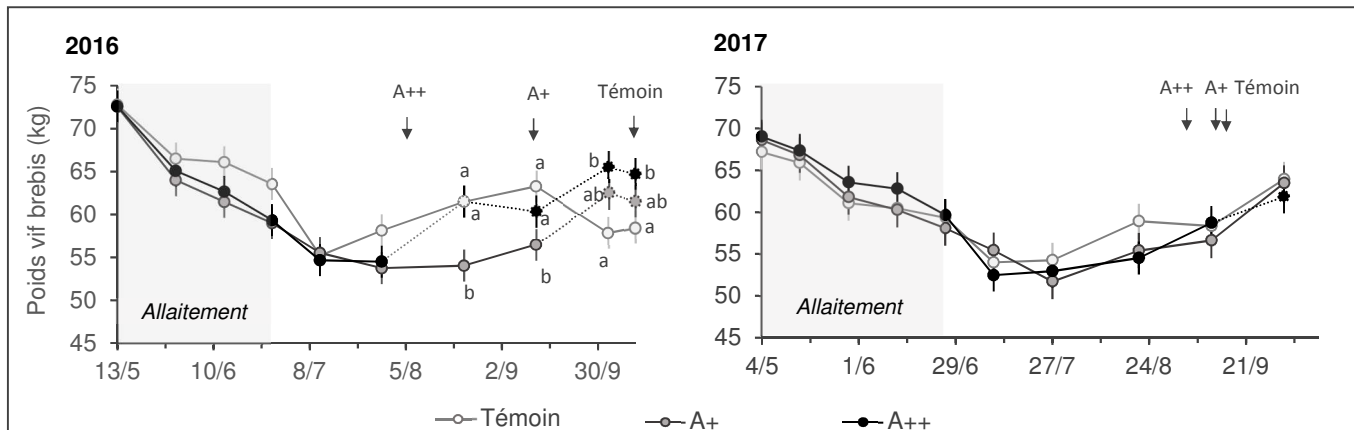 2016
2017
Poids vif brebis (kg)
75
70
65
60
55
50
45
A++
A+
Témoin
a
a
a
a
b
b
b
ab
a
b
ab
a
Allaitement
13/5
10/6
8/7
5/8
2/9
30/9
75
70
65
60
55
50
45
A++ A+ Témoin
Allaitement
4/5
1/6
29/6
27/7
24/8
21/9
Témoin
A+
A++